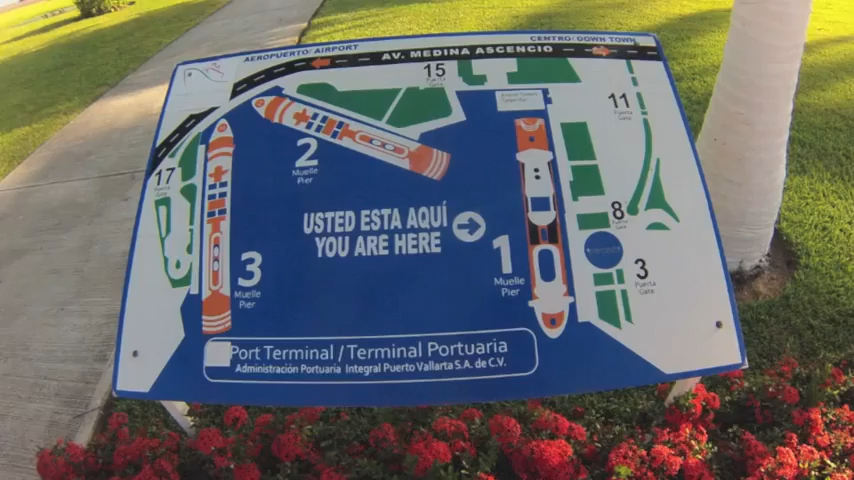 AEROPUERTO/AIRPORT
CENTRO/DOWN TOWN
AV. MEDINA ASCENCIO
15
Puerta
Gate
11
Puerta
Gate
17
Puerta
Gate
2
Muelle
Pier
USTED ESTA AQUÍ
YOU ARE HERE
8
Puerta
Gate
1
Muelle
Pier
3
Muelle
Pier
3
Puerta
Gate
Port Terminal / Terminal Portuaria
Administración Portuaria Integral Puerto Vallarta S.A. de C.V.